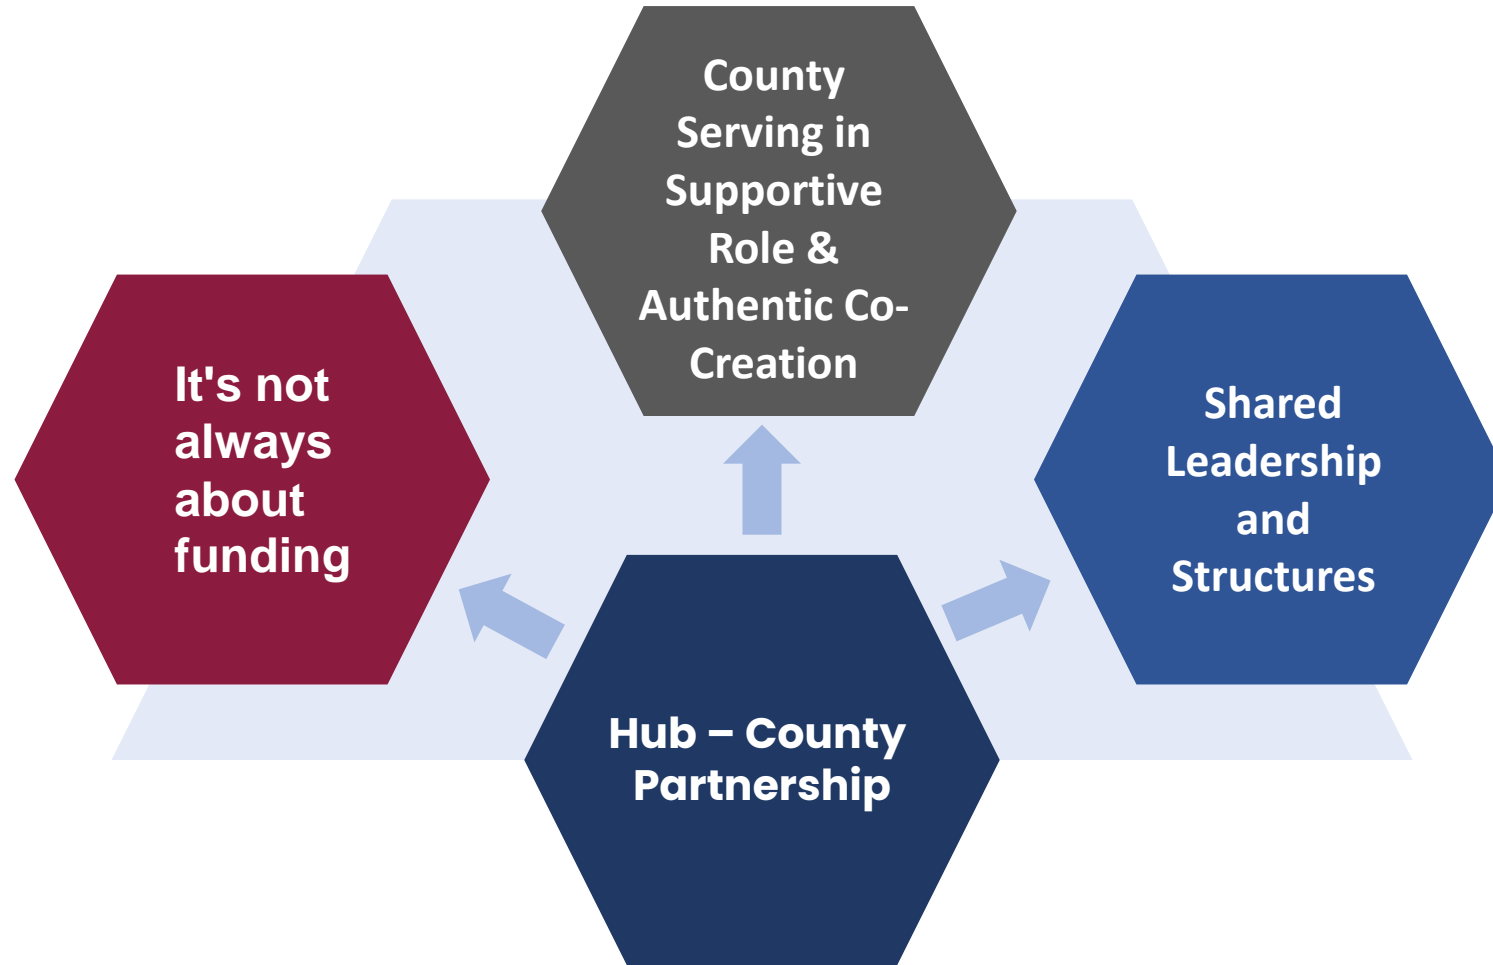 County
Serving in
Supportive
Role &
Authentic Co-
Creation
It's not
always
about
funding
Shared
Leadership
and
Structures
Hub – County
Partnership